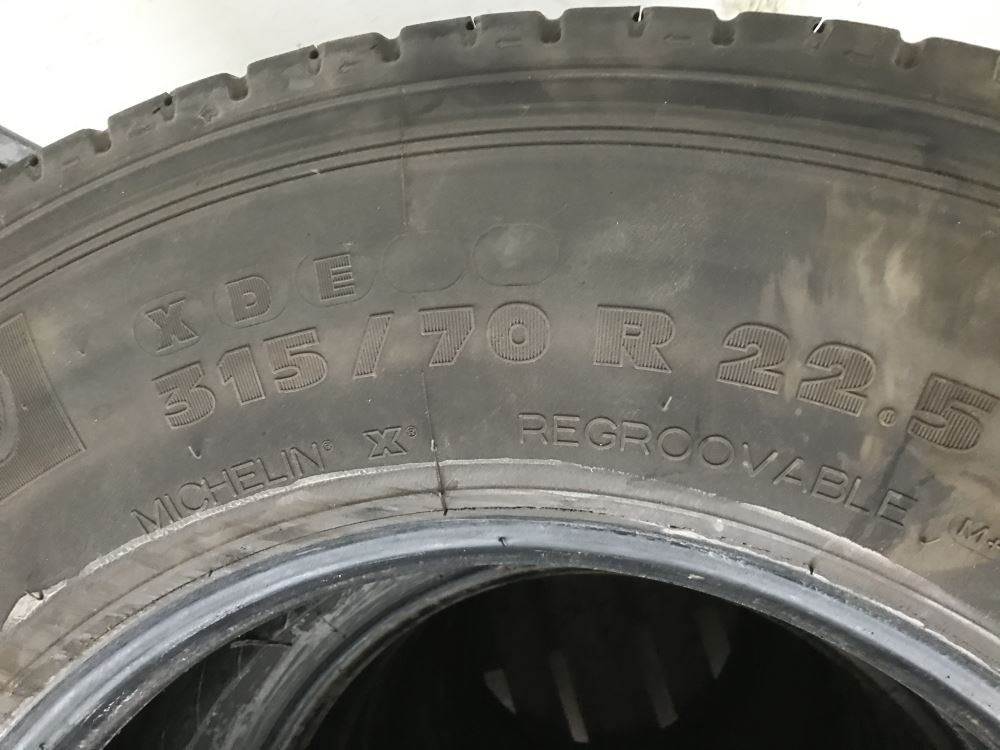 XDE
315/70 R 22.5
MICHELIN® X® REGROOVABLE